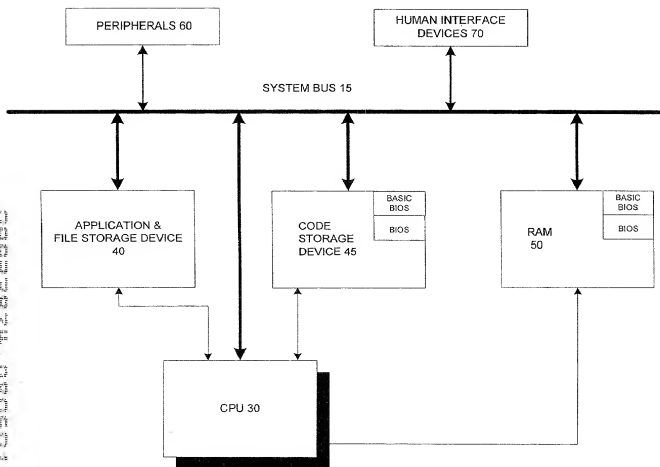 PERIPHERALS 60
HUMAN INTERFACE
DEVICES 70
SYSTEM BUS 15
APPLICATION &
FILE STORAGE DEVICE
40
CODE
STORAGE
DEVICE 45
BASIC
BIOS
BIOS
RAM
50
BASIC
BIOS
BIOS
CPU 30